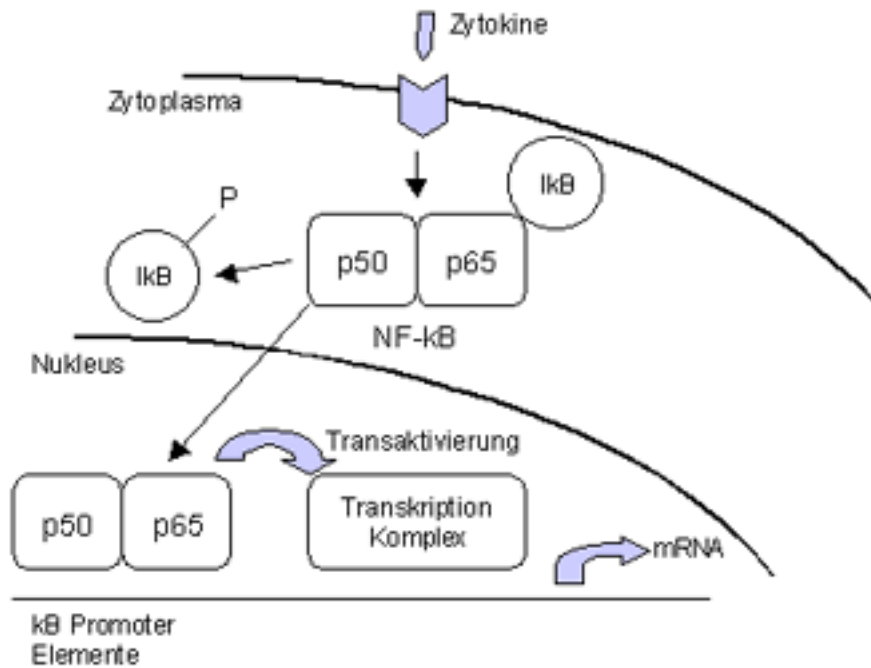 Zytokine
Zytoplasma
IkB
P
IkB
p50
p65
NF-kB
Nukleus
Transaktivierung
p50
p65
Transkription
Komplex
mRNA
kB Promoter
Elemente